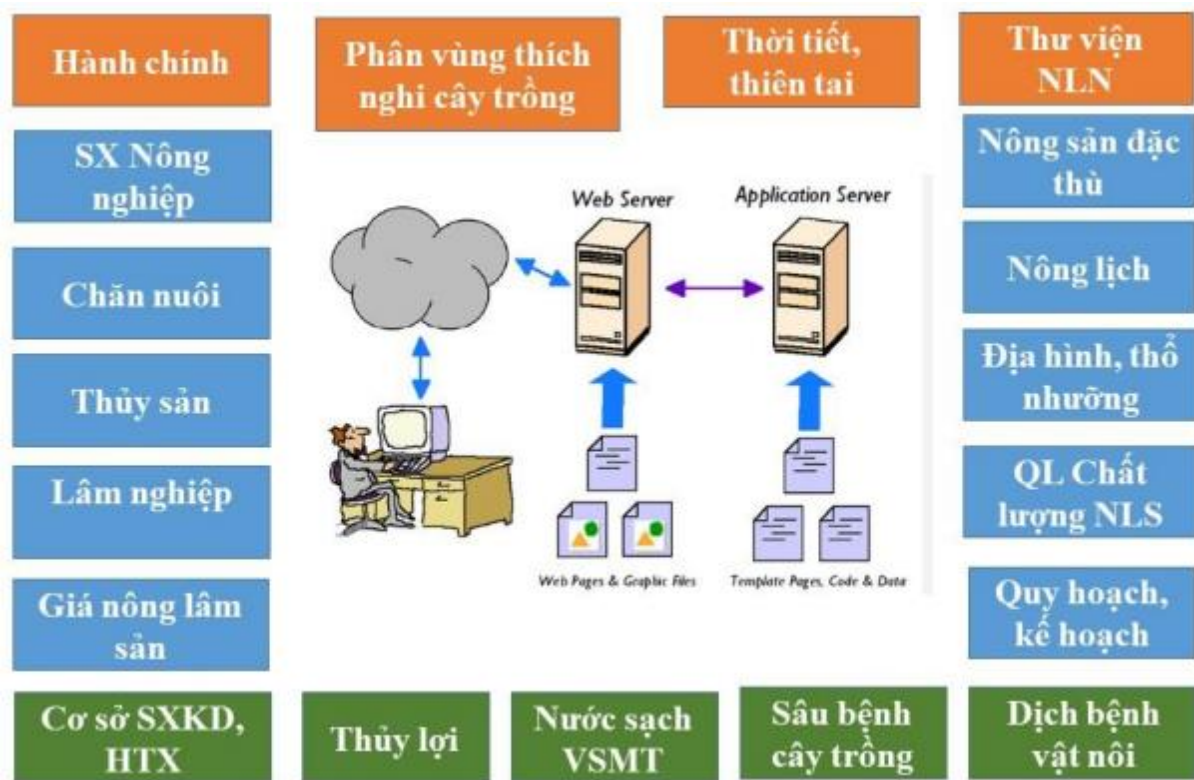 Hành chính
Phân vùng thích
nghi cây trồng
Thời tiết,
thiên tai
Thư viện
NLN
SX Nông
nghiệp
Chăn nuôi
Thủy sản
Lâm nghiệp
Giá nông lâm
sản
Web Server
Application Server
Web Pages & Graphic Files
Template Pages, Code & Data
Nông sản đặc
thù
Nông lịch
Địa hình, thổ
nhưỡng
QL Chất
lượng NLS
Quy hoạch,
kế hoạch
Cơ sở SXKD,
HTX
Thủy lợi
Nước sạch
VSMT
Sâu bệnh
cây trồng
Dịch bệnh
vật nôi